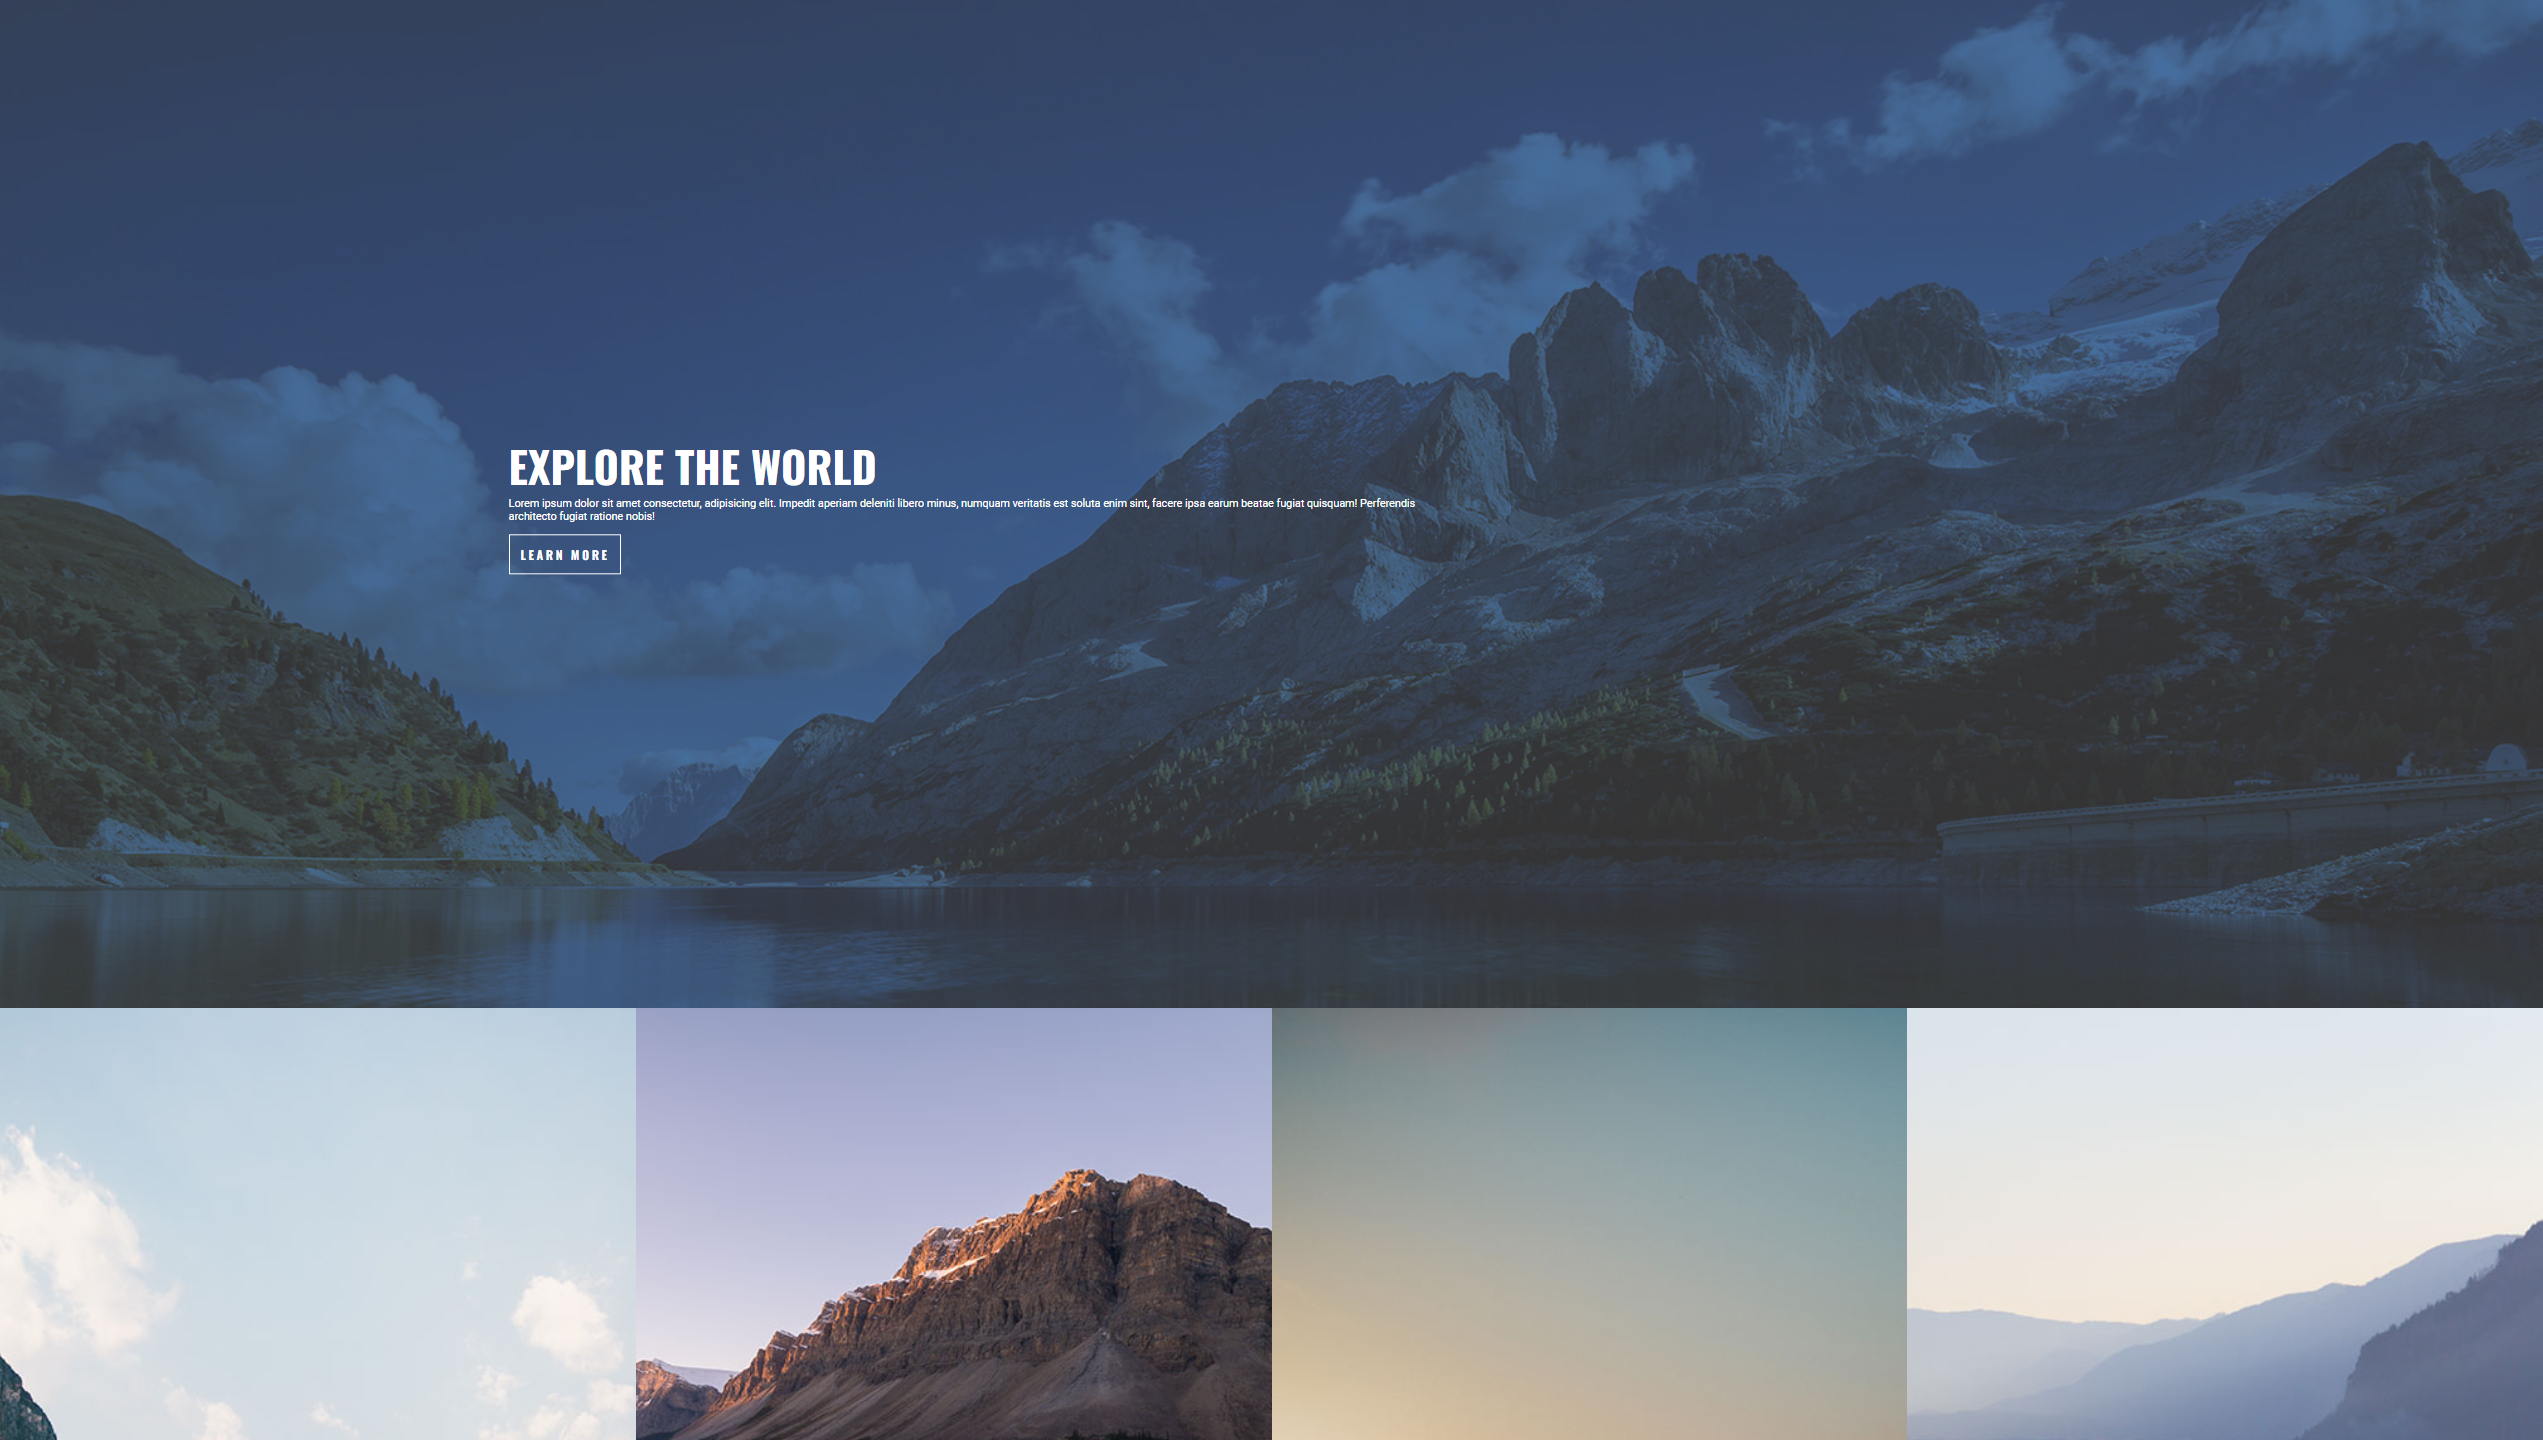 EXPLORE THE WORLD
Lorem ipsum dolor sit amet consectetur, adipisicing elit. Impedit aperiam deleniti libero minus, numquam veritatis est soluta enim sint, facere ipsa earum beatae fugiat quisquam! Perferendis
architecto fugiat ratione nobis!
LEARN MORE